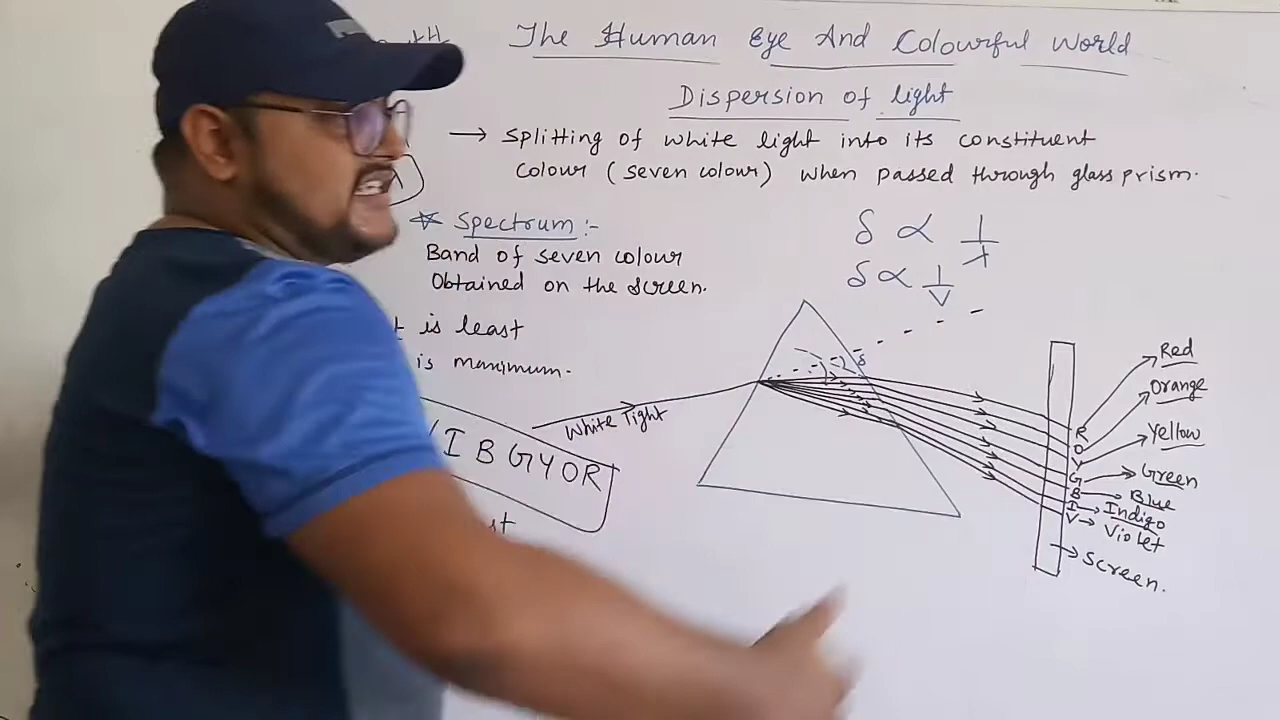 The Human Eye And Colourful World
Dispersion of light
→ Splitting of white light into its constituent
colour (seven colour) when passed through glass prism.
☆ Spectrum :-
Band of seven colour
Obtained on the screen.
δ ∝ 1/λ
δ ∝ 1/V
is least
is maximum.
White light
I B G Y O R
δ
R
O
Y
G
B
I
V
Red
Orange
Yellow
Green
Blue
Indigo
Violet
Screen.